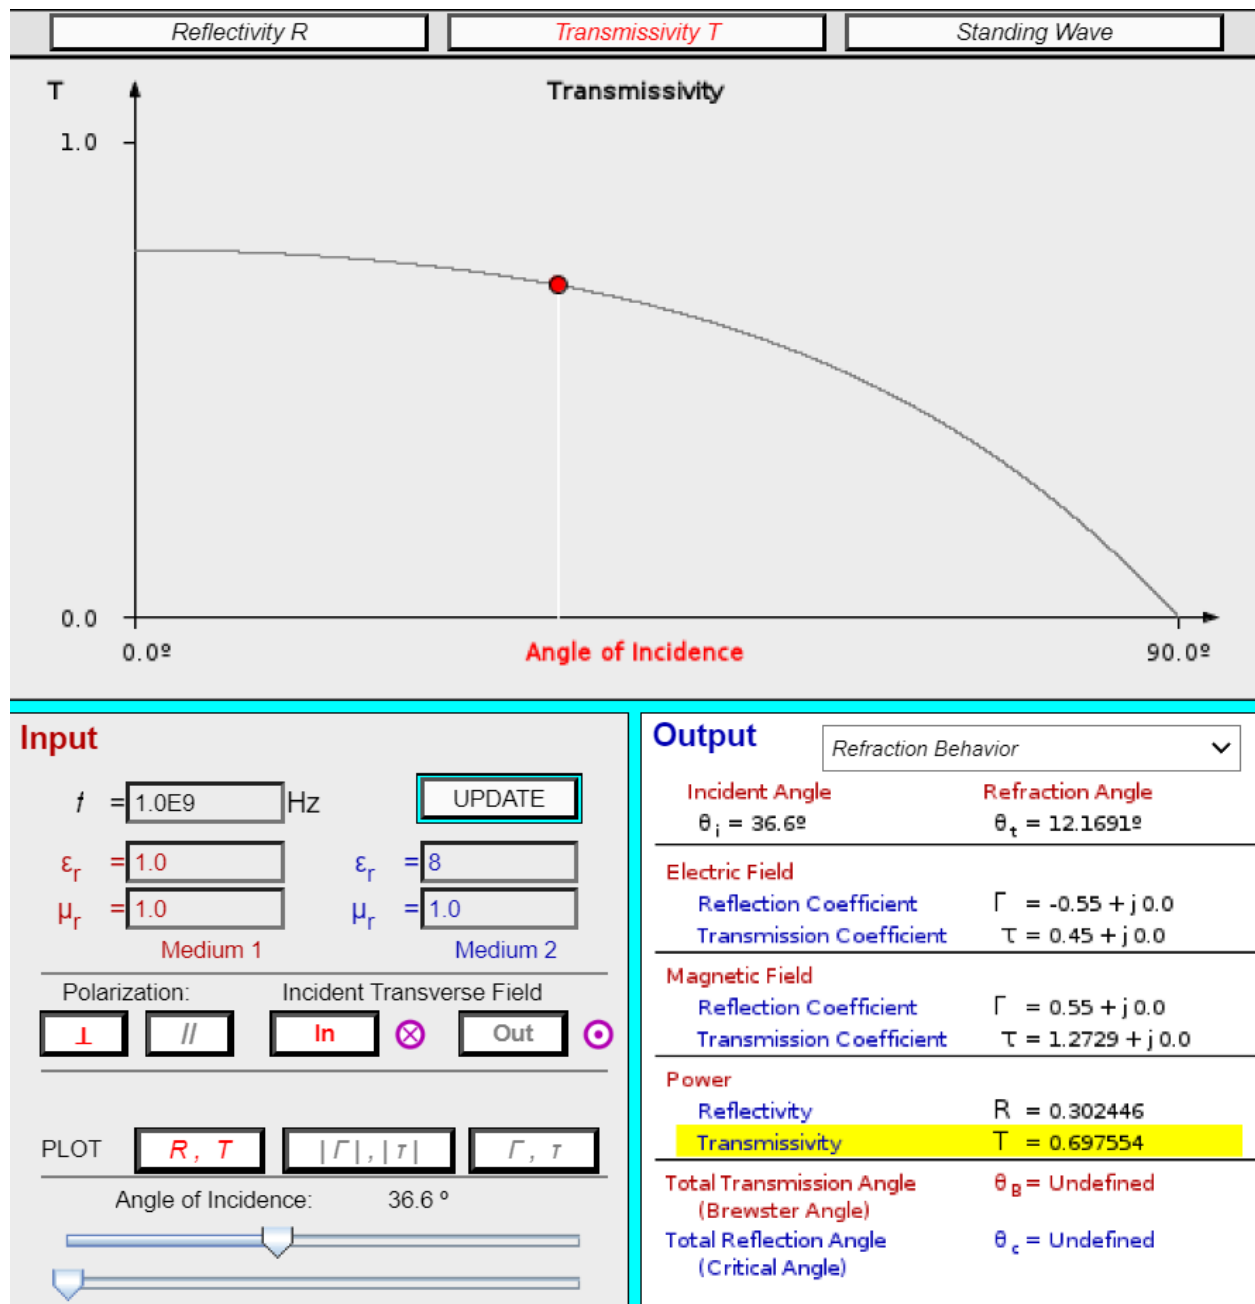 Reflectivity R Transmissivity T Standing Wave
T Transmissivity
1.0
0.0
0.0º Angle of Incidence 90.0º
Input
f = 1.0E9 Hz UPDATE
εr = 1.0 εr = 8
μr = 1.0 μr = 1.0
Medium 1 Medium 2
Polarization: Incident Transverse Field
⊥ // In Out
PLOT R, T |Γ|,|τ| Γ, τ
Angle of Incidence: 36.6 º
Output Refraction Behavior
Incident Angle Refraction Angle
θi = 36.6º θt = 12.1691º
Electric Field
Reflection Coefficient Γ = -0.55 + j 0.0
Transmission Coefficient τ = 0.45 + j 0.0
Magnetic Field
Reflection Coefficient Γ = 0.55 + j 0.0
Transmission Coefficient τ = 1.2729 + j 0.0
Power
Reflectivity R = 0.302446
Transmissivity T = 0.697554
Total Transmission Angle θB = Undefined
(Brewster Angle)
Total Reflection Angle θc = Undefined
(Critical Angle)